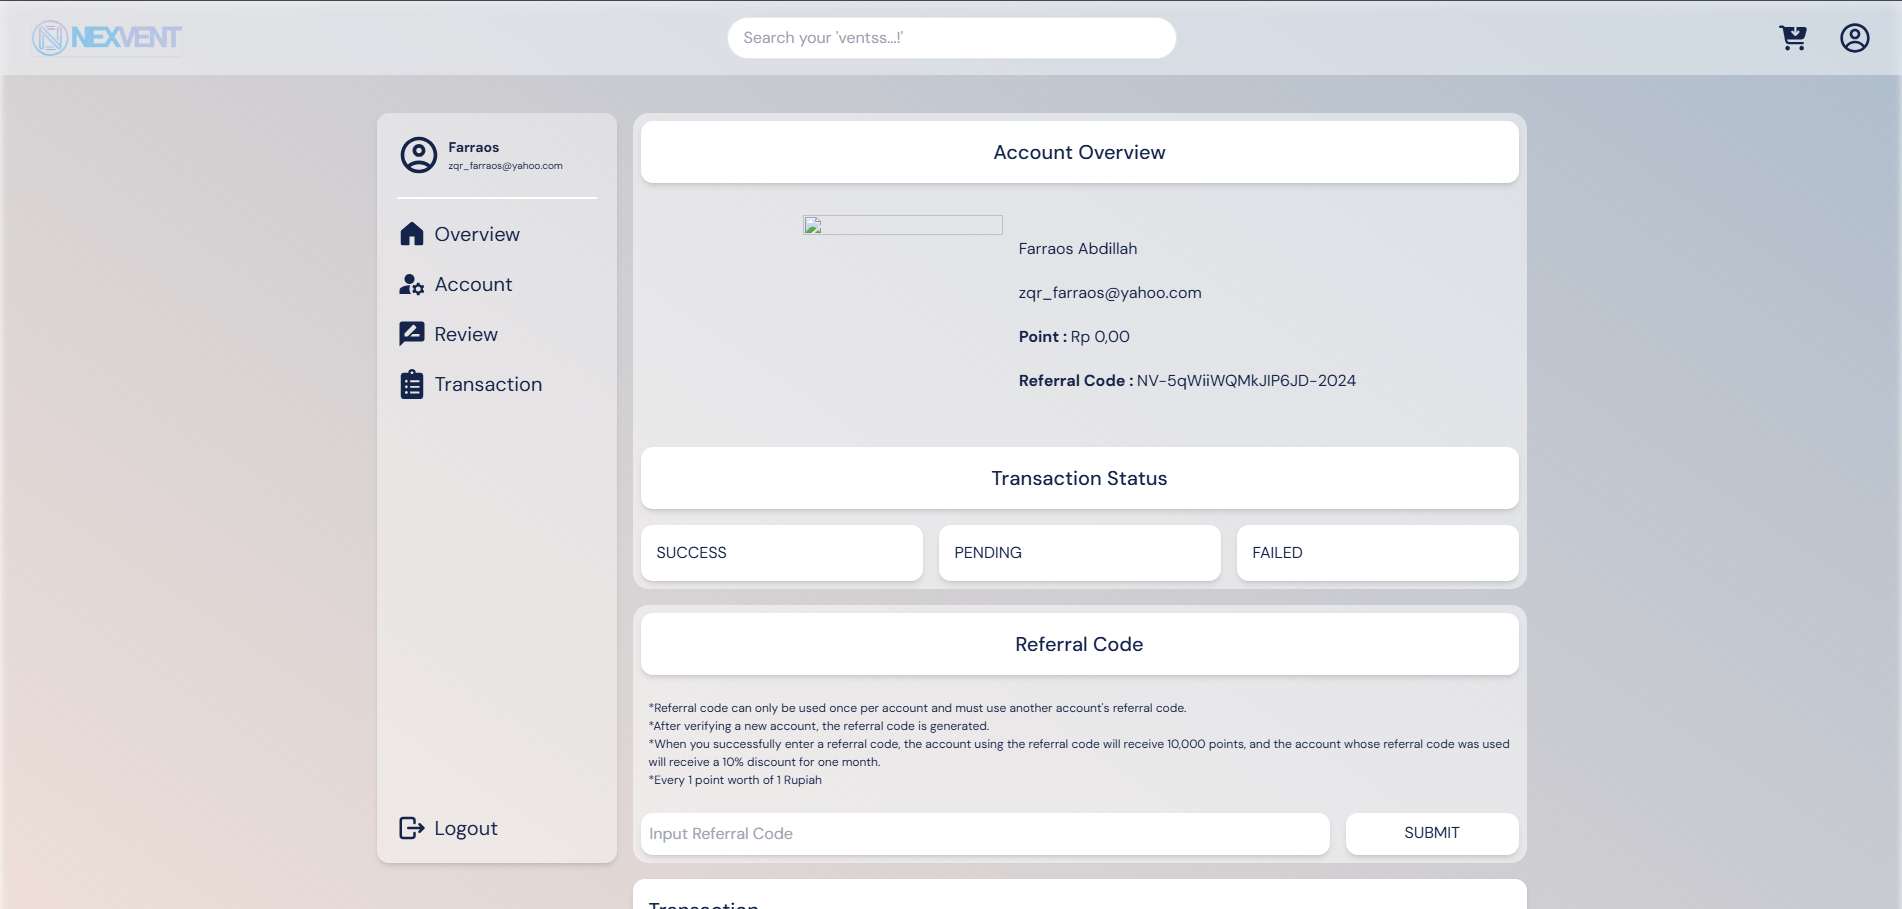 NEXVENT
Search your 'ventss...!'
Farraos
zqr_farraos@yahoo.com
Overview
Account
Review
Transaction
Logout
Account Overview
Farraos Abdillah
zqr_farraos@yahoo.com
Point : Rp 0,00
Referral Code : NV-5qWiiWQMkJIP6JD-2024
Transaction Status
SUCCESS
PENDING
FAILED
Referral Code
*Referral code can only be used once per account and must use another account's referral code.
*After verifying a new account, the referral code is generated.
*When you successfully enter a referral code, the account using the referral code will receive 10,000 points, and the account whose referral code was used
will receive a 10% discount for one month.
*Every 1 point worth of 1 Rupiah
Input Referral Code
SUBMIT
Transaction